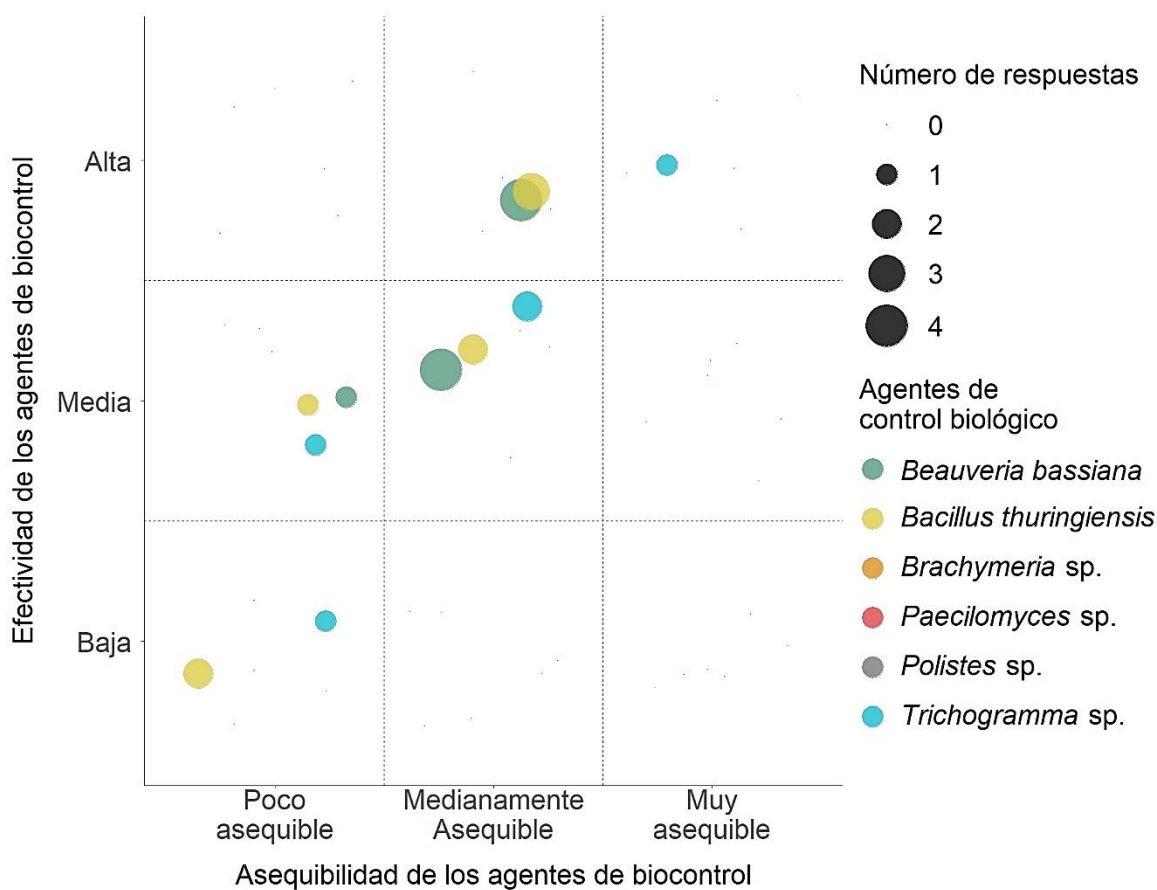 Efectividad de los agentes de biocontrol
Alta
Media
Baja
Poco
asequible
Medianamente
Asequible
Muy
asequible
Asequibilidad de los agentes de biocontrol
Número de respuestas
0
1
2
3
4
Agentes de
control biológico
Beauveria bassiana
Bacillus thuringiensis
Brachymeria sp.
Paecilomyces sp.
Polistes sp.
Trichogramma sp.